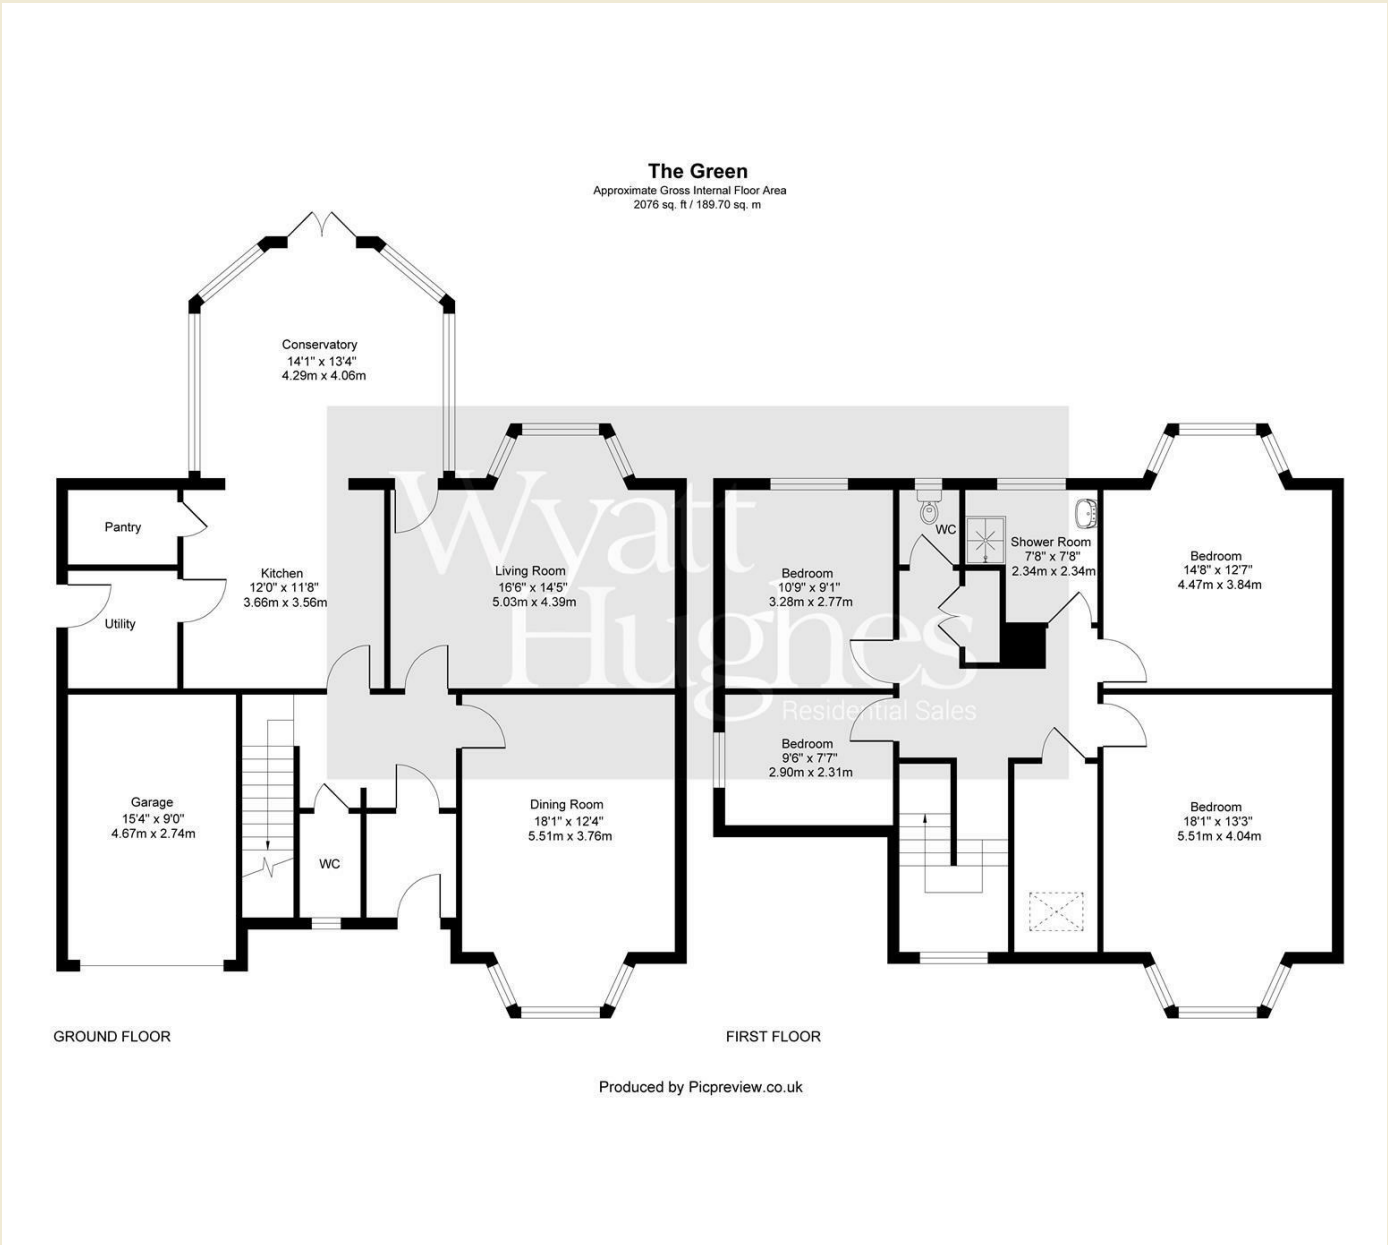 The Green
Approximate Gross Internal Floor Area
2076 sq. ft / 189.70 sq. m
Conservatory
14'1" x 13'4"
4.29m x 4.06m
Pantry
Kitchen
12'0" x 11'8"
3.66m x 3.56m
Utility
Living Room
16'6" x 14'5"
5.03m x 4.39m
Garage
15'4" x 9'0"
4.67m x 2.74m
WC
Dining Room
18'1" x 12'4"
5.51m x 3.76m
GROUND FLOOR
Wyatt
Hughes
Residential Sales
Bedroom
10'9" x 9'1"
3.28m x 2.77m
WC
Shower Room
7'8" x 7'8"
2.34m x 2.34m
Bedroom
14'8" x 12'7"
4.47m x 3.84m
Bedroom
9'6" x 7'7"
2.90m x 2.31m
Bedroom
18'1" x 13'3"
5.51m x 4.04m
FIRST FLOOR
Produced by Picpreview.co.uk